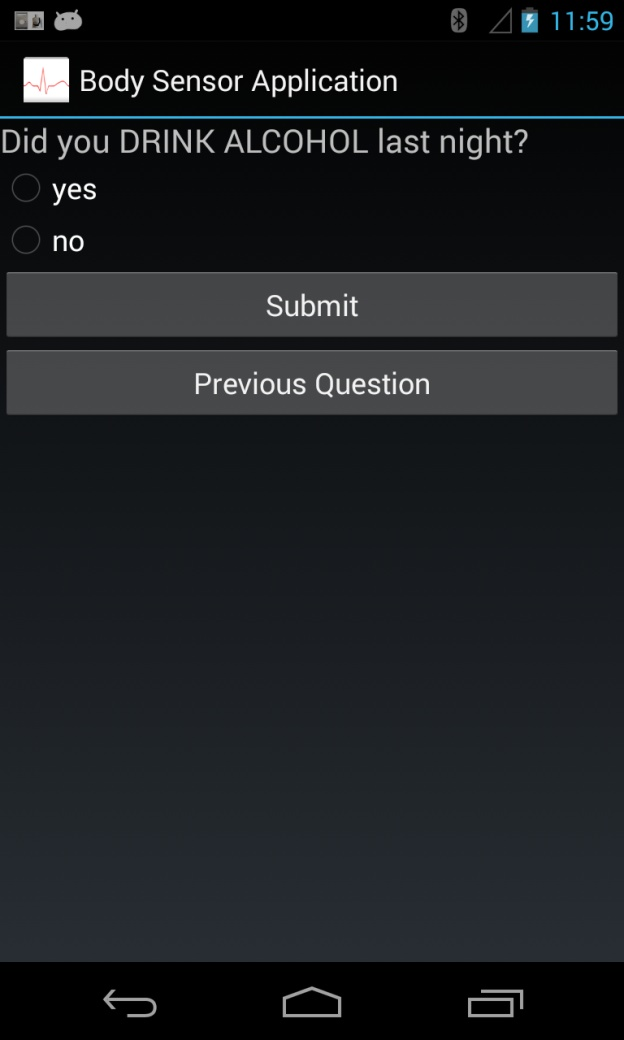 11:59
Body Sensor Application
Did you DRINK ALCOHOL last night?
yes
no
Submit
Previous Question